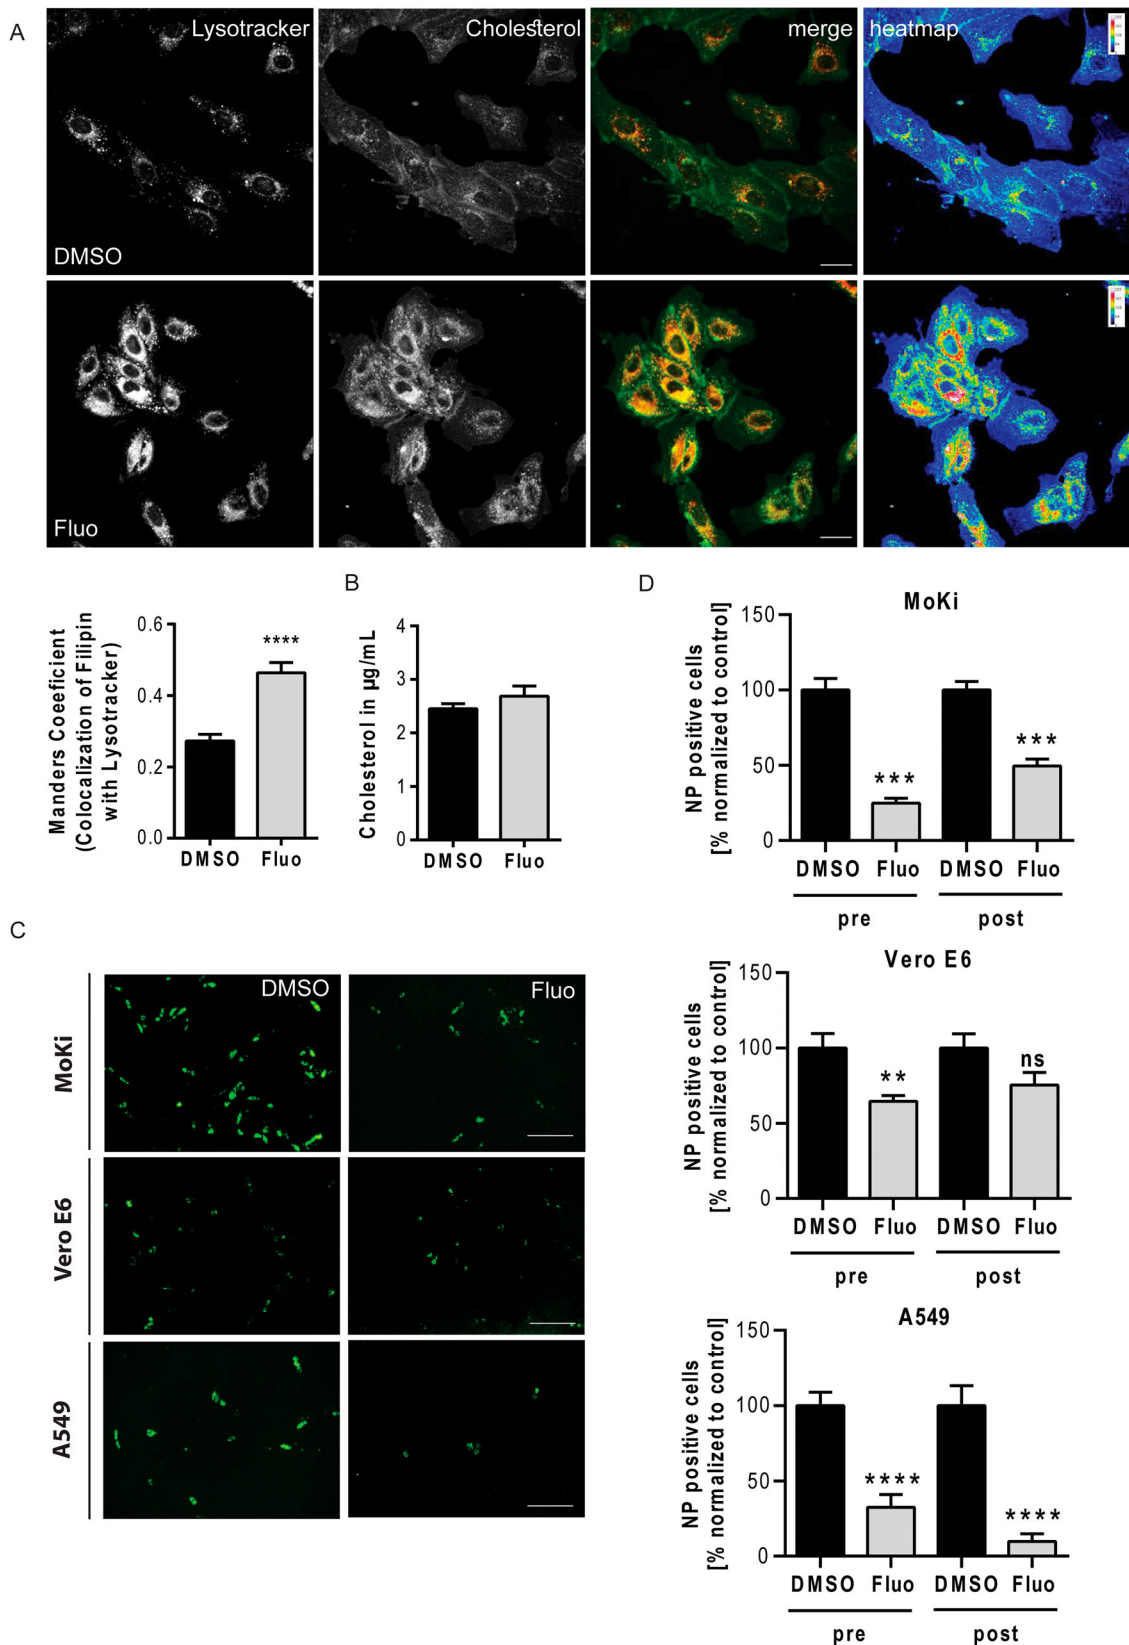 A
Lysotracker
Cholesterol
merge
heatmap
DMSO
Fluo
Manders Coeeficient
(Colocalization of Filipin
with Lysotracker)
0.6
0.4
0.2
0.0
****
DMSO
Fluo
B
Cholesterol in µg/mL
4
3
2
1
0
DMSO
Fluo
D
MoKi
NP positive cells
[% normalized to control]
150
100
50
0
***
***
DMSO Fluo DMSO Fluo
pre
post
C
DMSO
Fluo
MoKi
Vero E6
A549
Vero E6
NP positive cells
[% normalized to control]
150
100
50
0
**
ns
DMSO Fluo DMSO Fluo
pre
post
A549
NP positive cells
[% normalized to control]
150
100
50
0
****
****
DMSO Fluo DMSO Fluo
pre
post